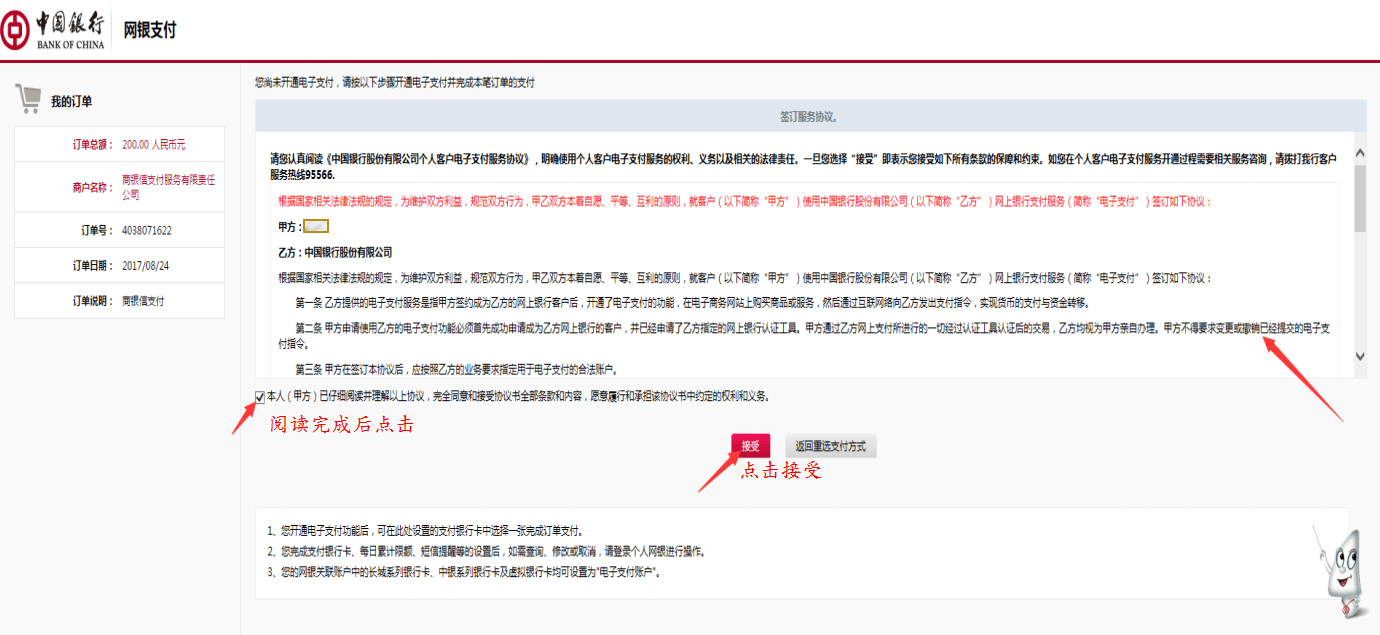 中国银行
BANK OF CHINA
网银支付
我的订单
订单总额： 200.00 人民币元
商户名称： 商银信支付服务有限责任
公司
订单号： 4038071622
订单日期： 2017/08/24
订单说明： 商银信支付
您尚未开通电子支付，请按以下步骤开通电子支付并完成本笔订单的支付
签订服务协议。
请您认真阅读《中国银行股份有限公司个人客户电子支付服务协议》，明确使用个人客户电子支付服务的权利、义务以及相关的法律责任。一旦您选择“接受”即表示您接受如下所有条款的保障和约束。如您在个人客户电子支付服务开通过程需要相关服务咨询，请拨打我行客户
服务热线95566.
根据国家相关法律法规的规定，为维护双方利益，规范双方行为，甲乙双方本着自愿、平等、互利的原则，就客户（以下简称“甲方”）使用中国银行股份有限公司（以下简称“乙方”）网上银行支付服务（简称“电子支付”）签订如下协议：
甲方：
乙方：中国银行股份有限公司
根据国家相关法律法规的规定，为维护双方利益，规范双方行为，甲乙双方本着自愿、平等、互利的原则，就客户（以下简称“甲方”）使用中国银行股份有限公司（以下简称“乙方”）网上银行支付服务（简称“电子支付”）签订如下协议：
第一条 乙方提供的电子支付服务是指甲方签约成为乙方的网上银行客户后，开通了电子支付的功能，在电子商务网站上购买商品或服务，然后通过互联网络向乙方发出支付指令，实现货币的支付与资金转移。
第二条 甲方申请使用乙方的电子支付功能必须首先成功申请成为乙方网上银行的客户，并已经申请了乙方指定的网上银行认证工具。甲方通过乙方网上支付所进行的一切经过认证工具认证后的交易，乙方均视为甲方亲自办理。甲方不得要求变更或撤销已经提交的电子支
付指令。
第三条 甲方在签订本协议后，应按照乙方的业务要求指定用于电子支付的合法账户。
本人（甲方）已仔细阅读并理解以上协议，完全同意和接受协议书全部条款和内容，愿意履行和承担该协议书中约定的权利和义务。
阅读完成后点击
接受
返回重选支付方式
点击接受
1、您开通电子支付功能后，可在此处设置的支付银行卡中选择一张完成订单支付。
2、您完成支付银行卡、每日累计限额、短信提醒等的设置后，如需查询、修改或取消，请登录个人网银进行操作。
3、您的网银关联账户中的长城系列银行卡、中银系列银行卡及虚拟银行卡均可设置为"电子支付账户"。